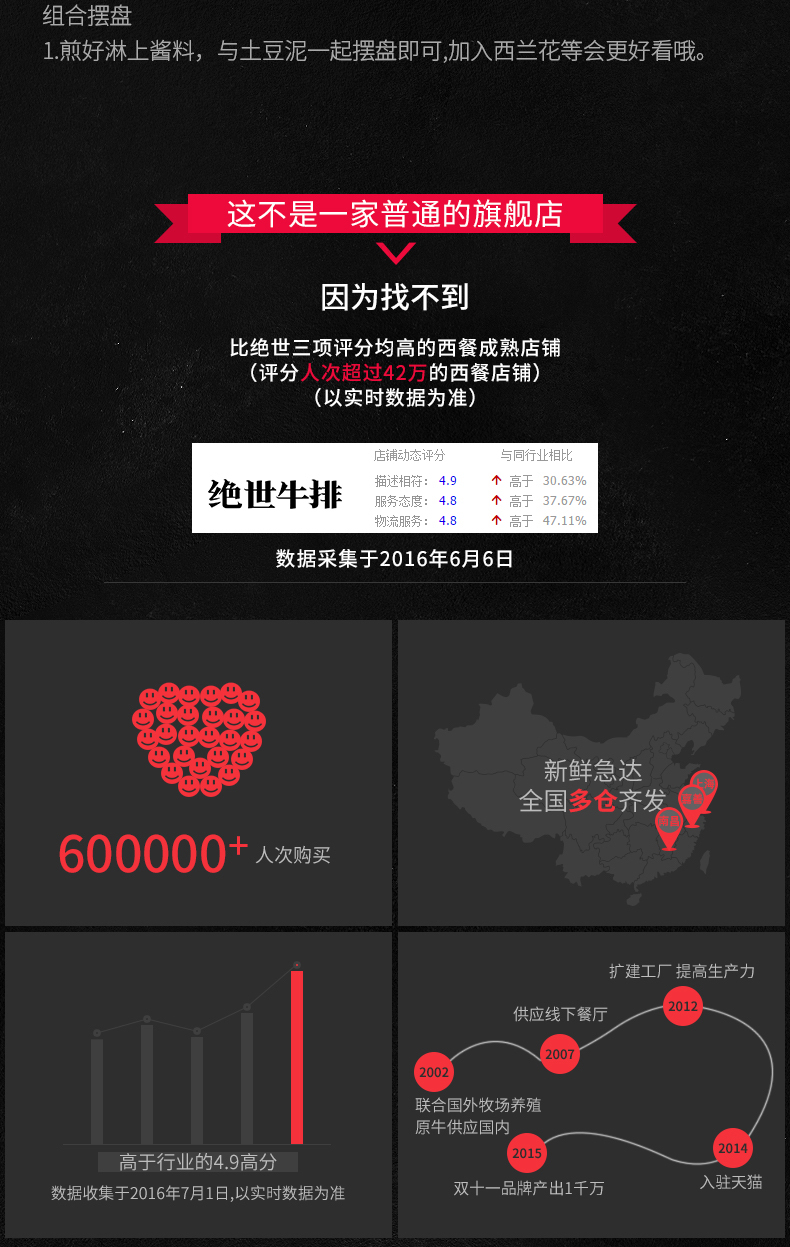 组合摆盘
1.煎好淋上酱料，与土豆泥一起摆盘即可,加入西兰花等会更好看哦。
这不是一家普通的旗舰店
因为找不到
比绝世三项评分均高的西餐成熟店铺
（评分人次超过42万的西餐店铺）
（以实时数据为准）
绝世牛排
店铺动态评分 与同行业相比
描述相符： 4.9 高于 30.63%
服务态度： 4.8 高于 37.67%
物流服务： 4.8 高于 47.11%
数据采集于2016年6月6日
600000+ 人次购买
新鲜急达
全国多仓齐发
上海
高于行业的4.9高分
数据收集于2016年7月1日,以实时数据为准
扩建工厂 提高生产力
2012
供应线下餐厅
2007
2002
联合国外牧场养殖
原牛供应国内
2015
2014
双十一品牌产出1千万
入驻天猫